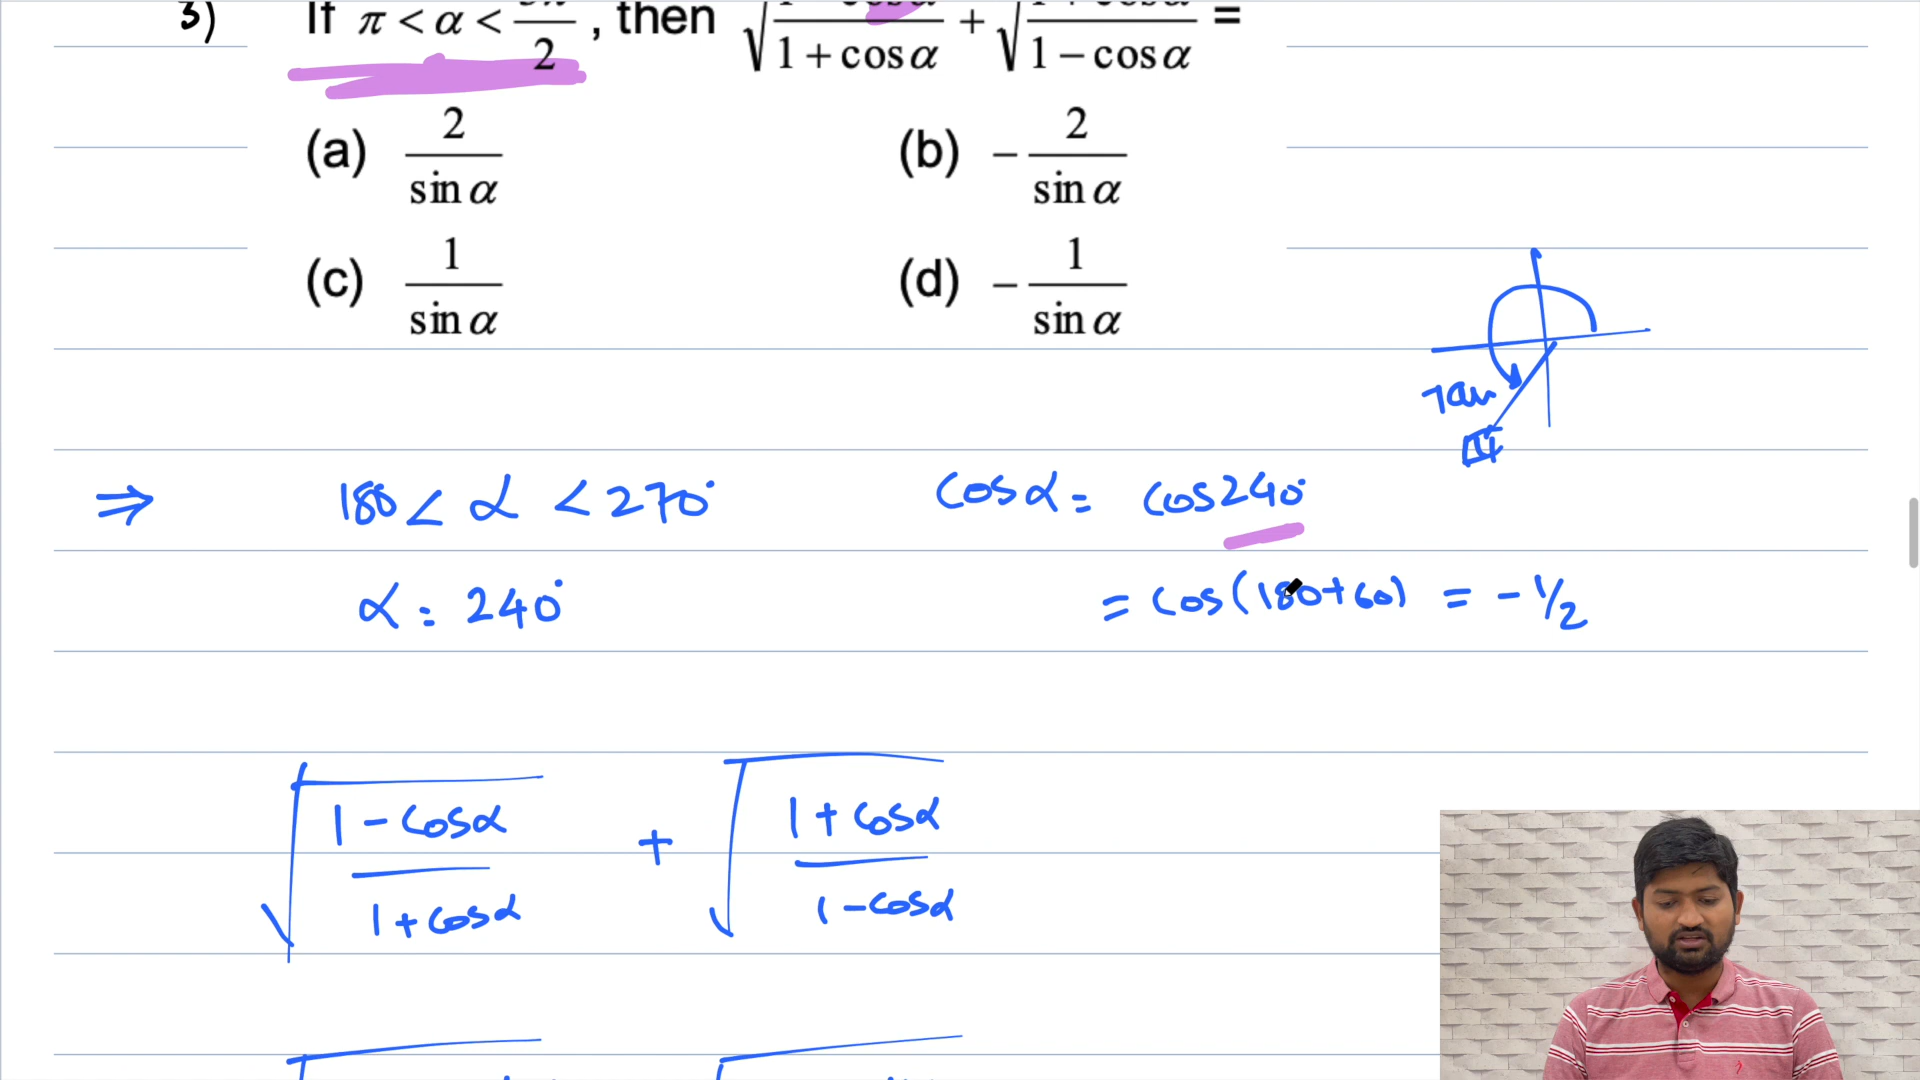 3) If π < α < 3π/2 , then √((1 − cos α)/(1 + cos α)) + √((1 + cos α)/(1 − cos α)) =
(a) 2/sin α (b) − 2/sin α
(c) 1/sin α (d) − 1/sin α
Tan
III
⇒ 180 < α < 270° cos α = cos 240°
α = 240° = cos(180+60) = −1/2
√((1 − cos α)/(1 + cos α)) + √((1 + cos α)/(1 − cos α))